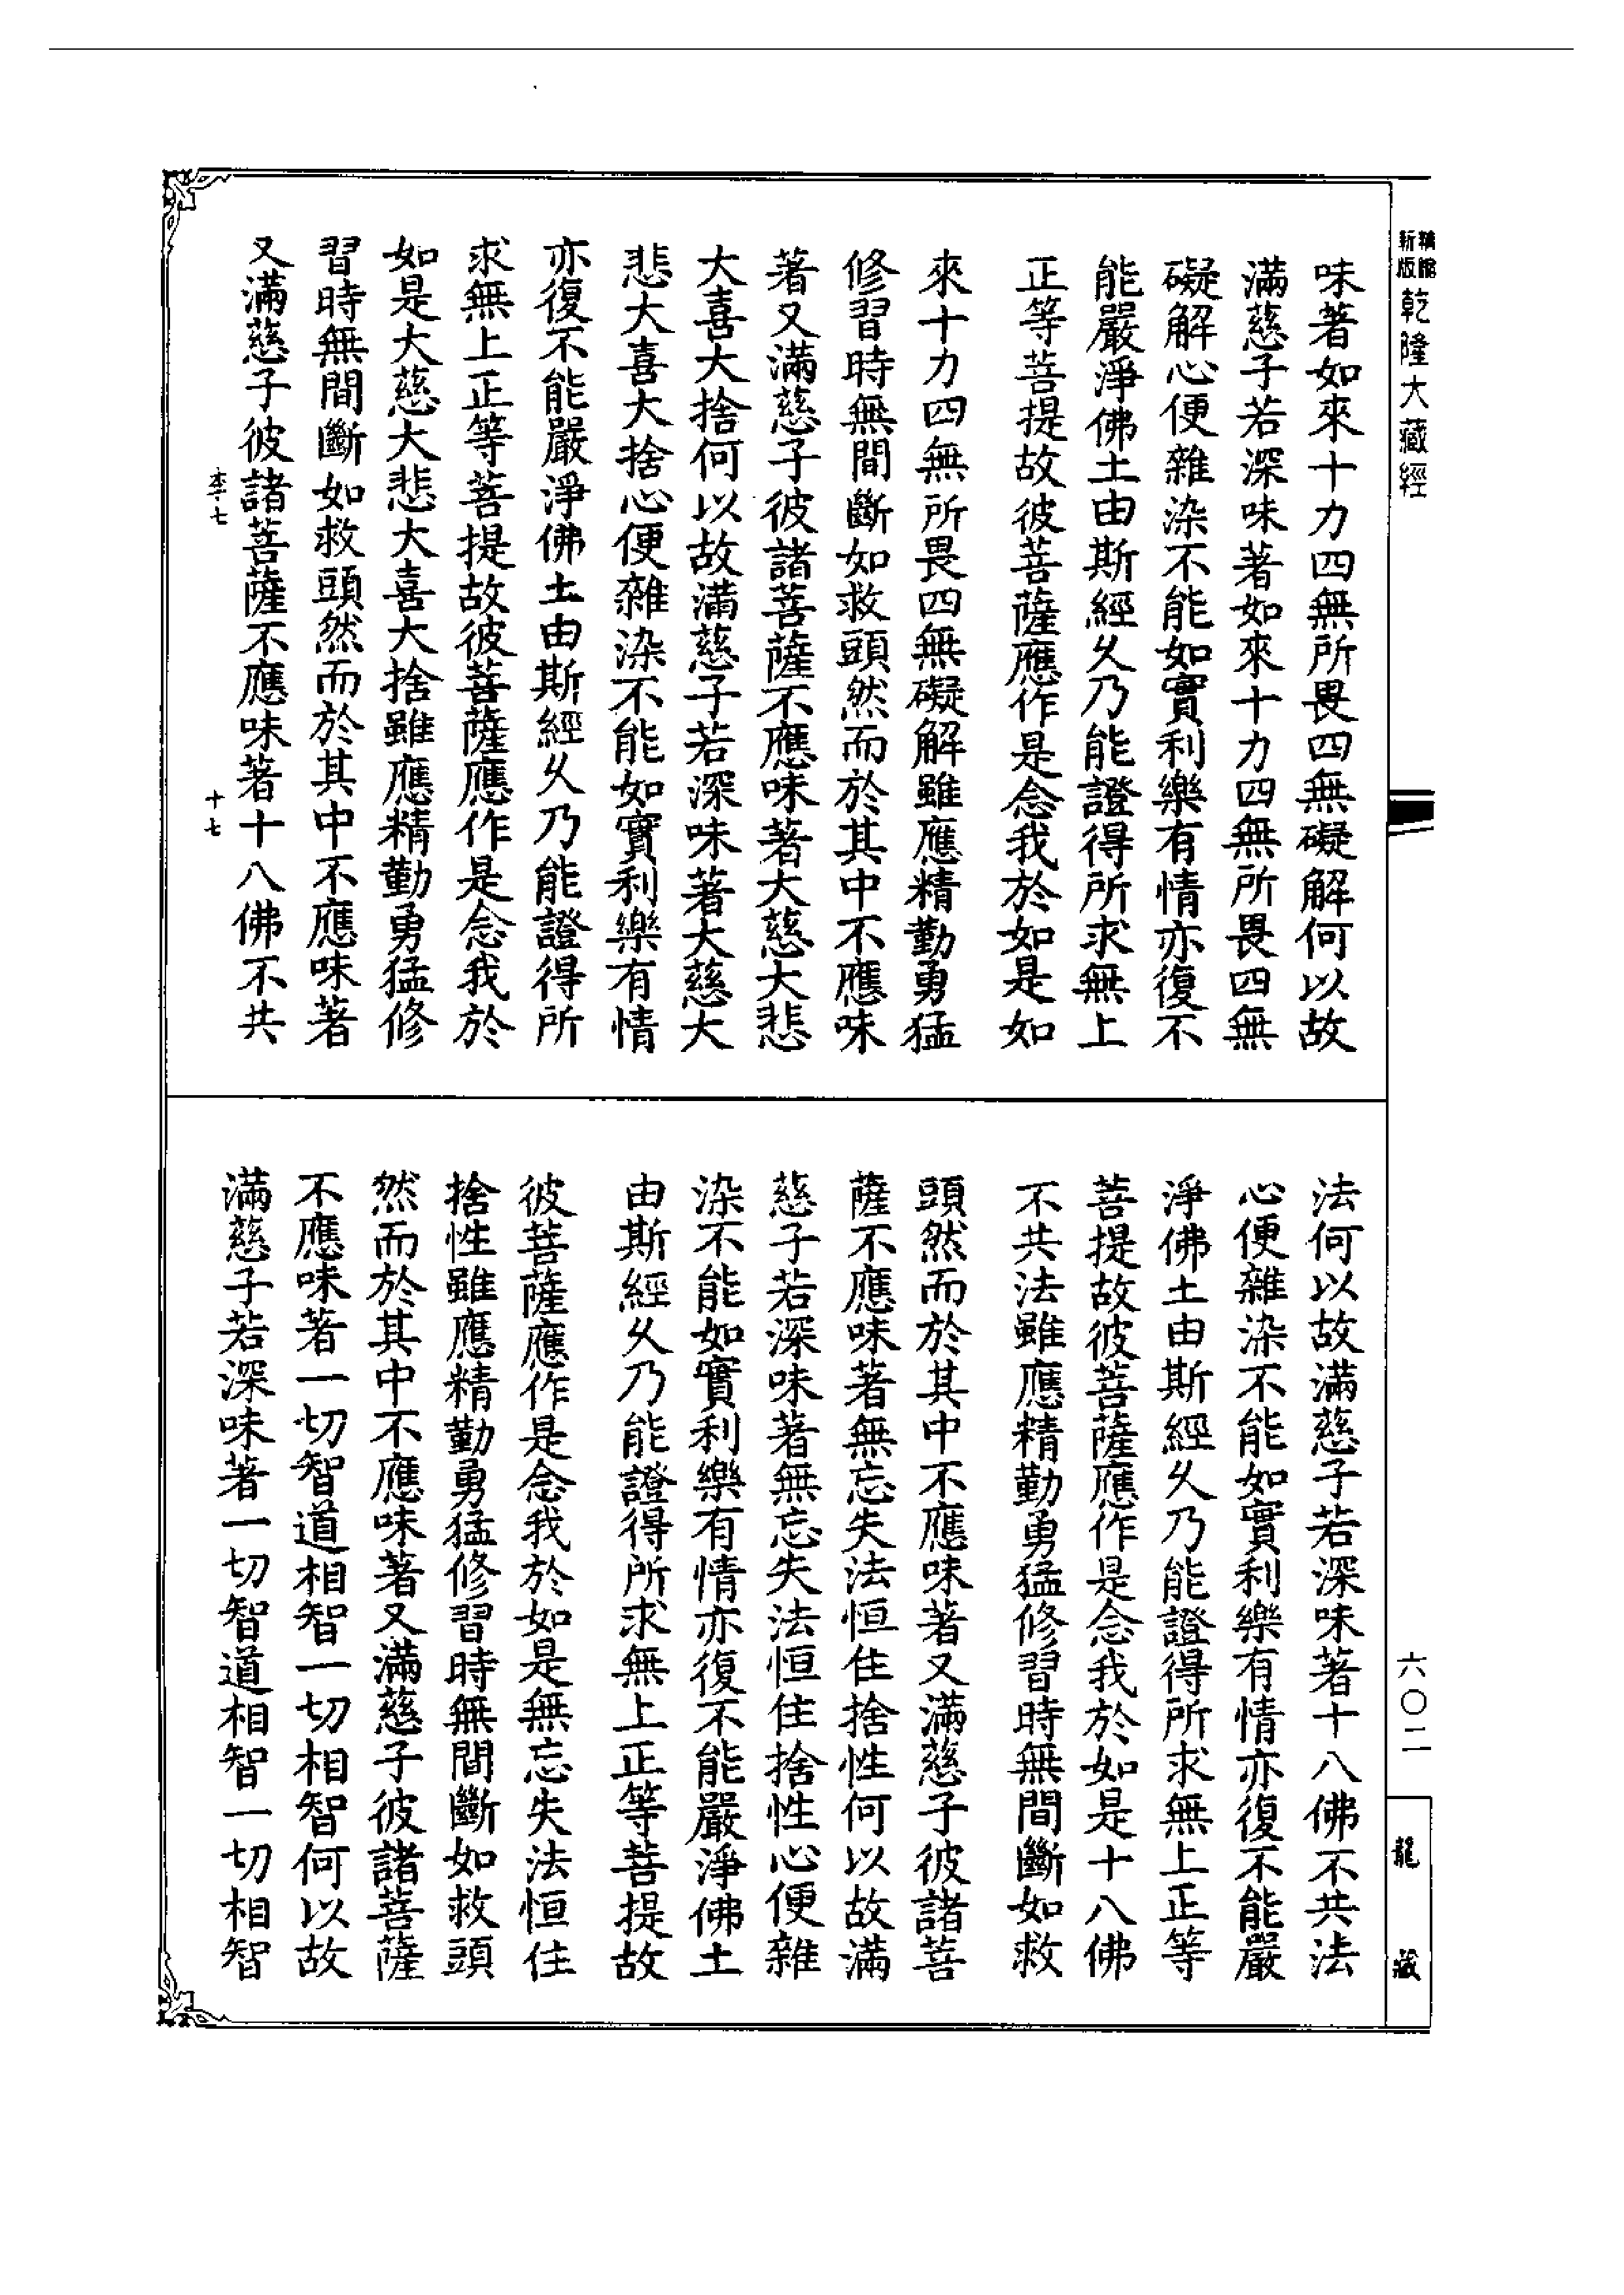 精縮
新版
乾隆大藏經
味著如來十力四無所畏四無礙解何以故
滿慈子若深味著如來十力四無所畏四無
礙解心便雜染不能如實利樂有情亦復不
能嚴淨佛土由斯經久乃能證得所求無上
正等菩提故彼菩薩應作是念我於如是如
來十力四無所畏四無礙解雖應精勤勇猛
修習時無間斷如救頭然而於其中不應味
著又滿慈子彼諸菩薩不應味著大慈大悲
大喜大捨何以故滿慈子若深味著大慈大
悲大喜大捨心便雜染不能如實利樂有情
亦復不能嚴淨佛土由斯經久乃能證得所
求無上正等菩提故彼菩薩應作是念我於
如是大慈大悲大喜大捨雖應精勤勇猛修
習時無間斷如救頭然而於其中不應味著
又滿慈子彼諸菩薩不應味著十八佛不共
李七
十七
法何以故滿慈子若深味著十八佛不共法
心便雜染不能如實利樂有情亦復不能嚴
淨佛土由斯經久乃能證得所求無上正等
菩提故彼菩薩應作是念我於如是十八佛
不共法雖應精勤勇猛修習時無間斷如救
頭然而於其中不應味著又滿慈子彼諸菩
薩不應味著無忘失法恒住捨性何以故滿
慈子若深味著無忘失法恒住捨性心便雜
染不能如實利樂有情亦復不能嚴淨佛土
由斯經久乃能證得所求無上正等菩提故
彼菩薩應作是念我於如是無忘失法恒住
捨性雖應精勤勇猛修習時無間斷如救頭
然而於其中不應味著又滿慈子彼諸菩薩
不應味著一切智道相智一切相智何以故
滿慈子若深味著一切智道相智一切相智
六〇二
龍藏